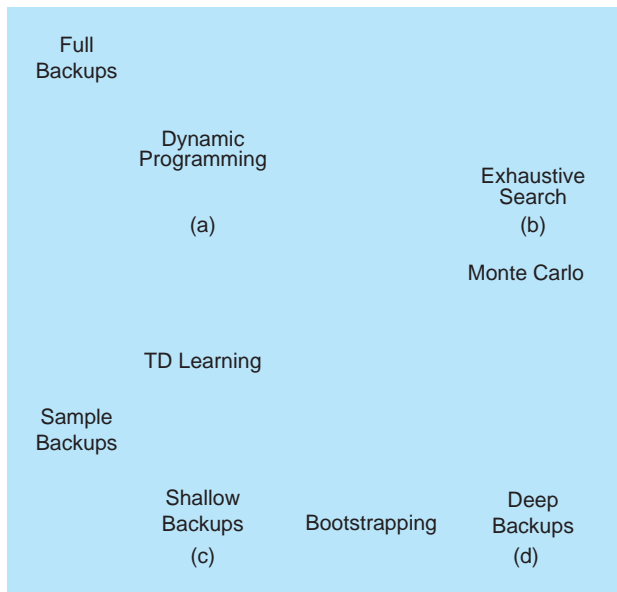 Full
Backups
Dynamic
Programming
Exhaustive
Search
(a)
(b)
Monte Carlo
TD Learning
Sample
Backups
Shallow
Backups
Bootstrapping
Deep
Backups
(c)
(d)